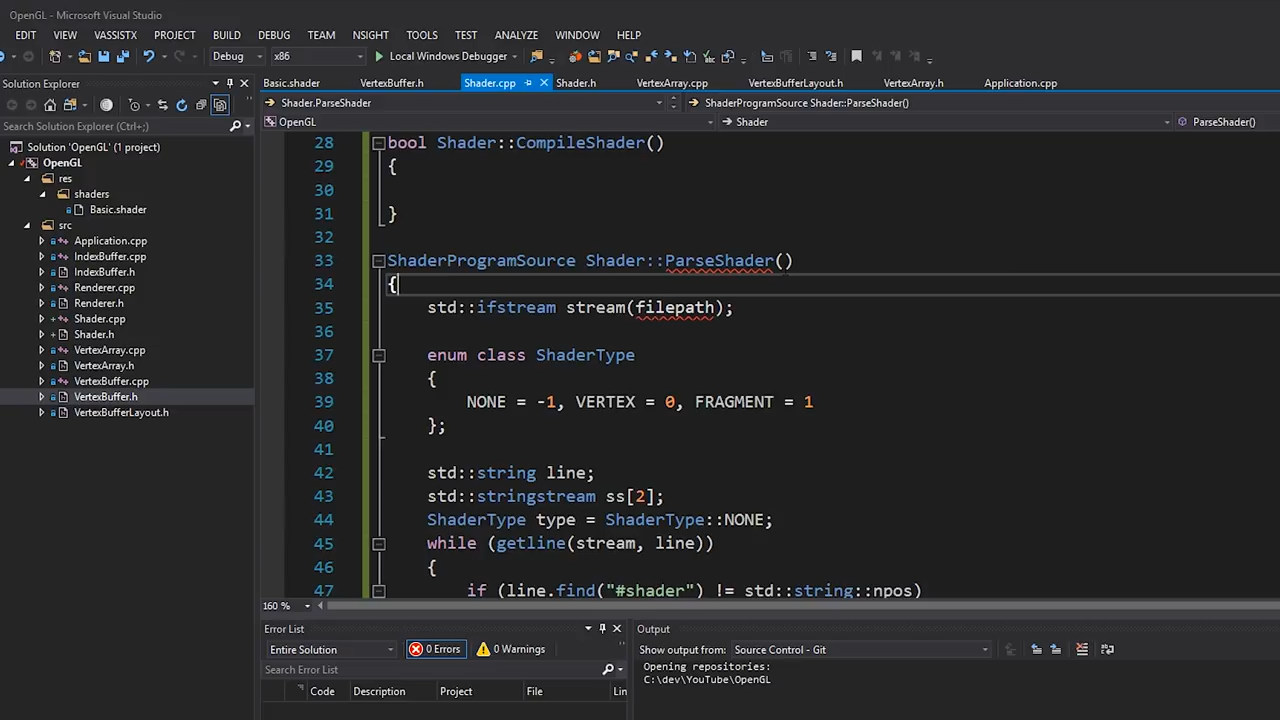 OpenGL - Microsoft Visual Studio
EDIT VIEW VASSISTX PROJECT BUILD DEBUG TEAM NSIGHT TOOLS TEST ANALYZE WINDOW HELP
Debug x86 Local Windows Debugger
Solution Explorer
Search Solution Explorer (Ctrl+;)
Solution 'OpenGL' (1 project)
OpenGL
res
shaders
Basic.shader
src
Application.cpp
IndexBuffer.cpp
IndexBuffer.h
Renderer.cpp
Renderer.h
Shader.cpp
Shader.h
VertexArray.cpp
VertexArray.h
VertexBuffer.cpp
VertexBuffer.h
VertexBufferLayout.h
Basic.shader VertexBuffer.h Shader.cpp Shader.h VertexArray.cpp VertexBufferLayout.h VertexArray.h Application.cpp
Shader.ParseShader ShaderProgramSource Shader::ParseShader()
OpenGL Shader ParseShader()
28 bool Shader::CompileShader()
29 {
30
31 }
32
33 ShaderProgramSource Shader::ParseShader()
34 {
35 std::ifstream stream(filepath);
36
37 enum class ShaderType
38 {
39 NONE = -1, VERTEX = 0, FRAGMENT = 1
40 };
41
42 std::string line;
43 std::stringstream ss[2];
44 ShaderType type = ShaderType::NONE;
45 while (getline(stream, line))
46 {
47 if (line.find("#shader") != std::string::npos)
160 %
Error List
Entire Solution 0 Errors 0 Warnings
Search Error List
Code Description Project File Lin
Output
Show output from: Source Control - Git
Opening repositories:
C:\dev\YouTube\OpenGL